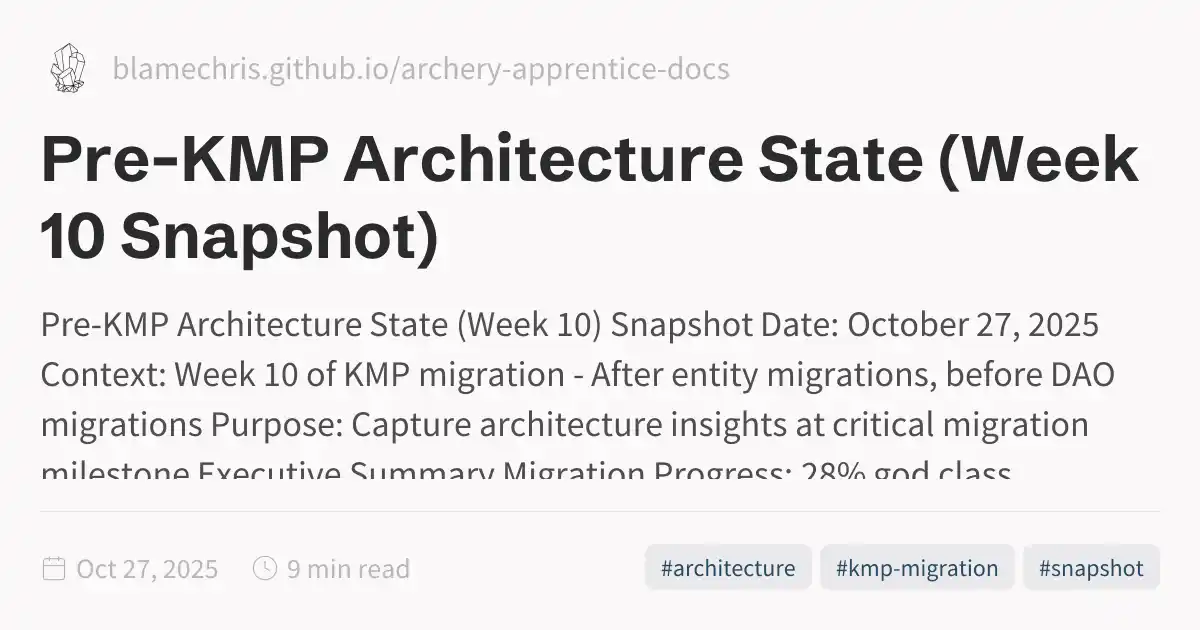 blamechris.github.io/archery-apprentice-docs
Pre-KMP Architecture State (Week
10 Snapshot)
Pre-KMP Architecture State (Week 10) Snapshot Date: October 27, 2025
Context: Week 10 of KMP migration - After entity migrations, before DAO
migrations Purpose: Capture architecture insights at critical migration
milestone Executive Summary Migration Progress: 28% god class
Oct 27, 2025
9 min read
#architecture
#kmp-migration
#snapshot